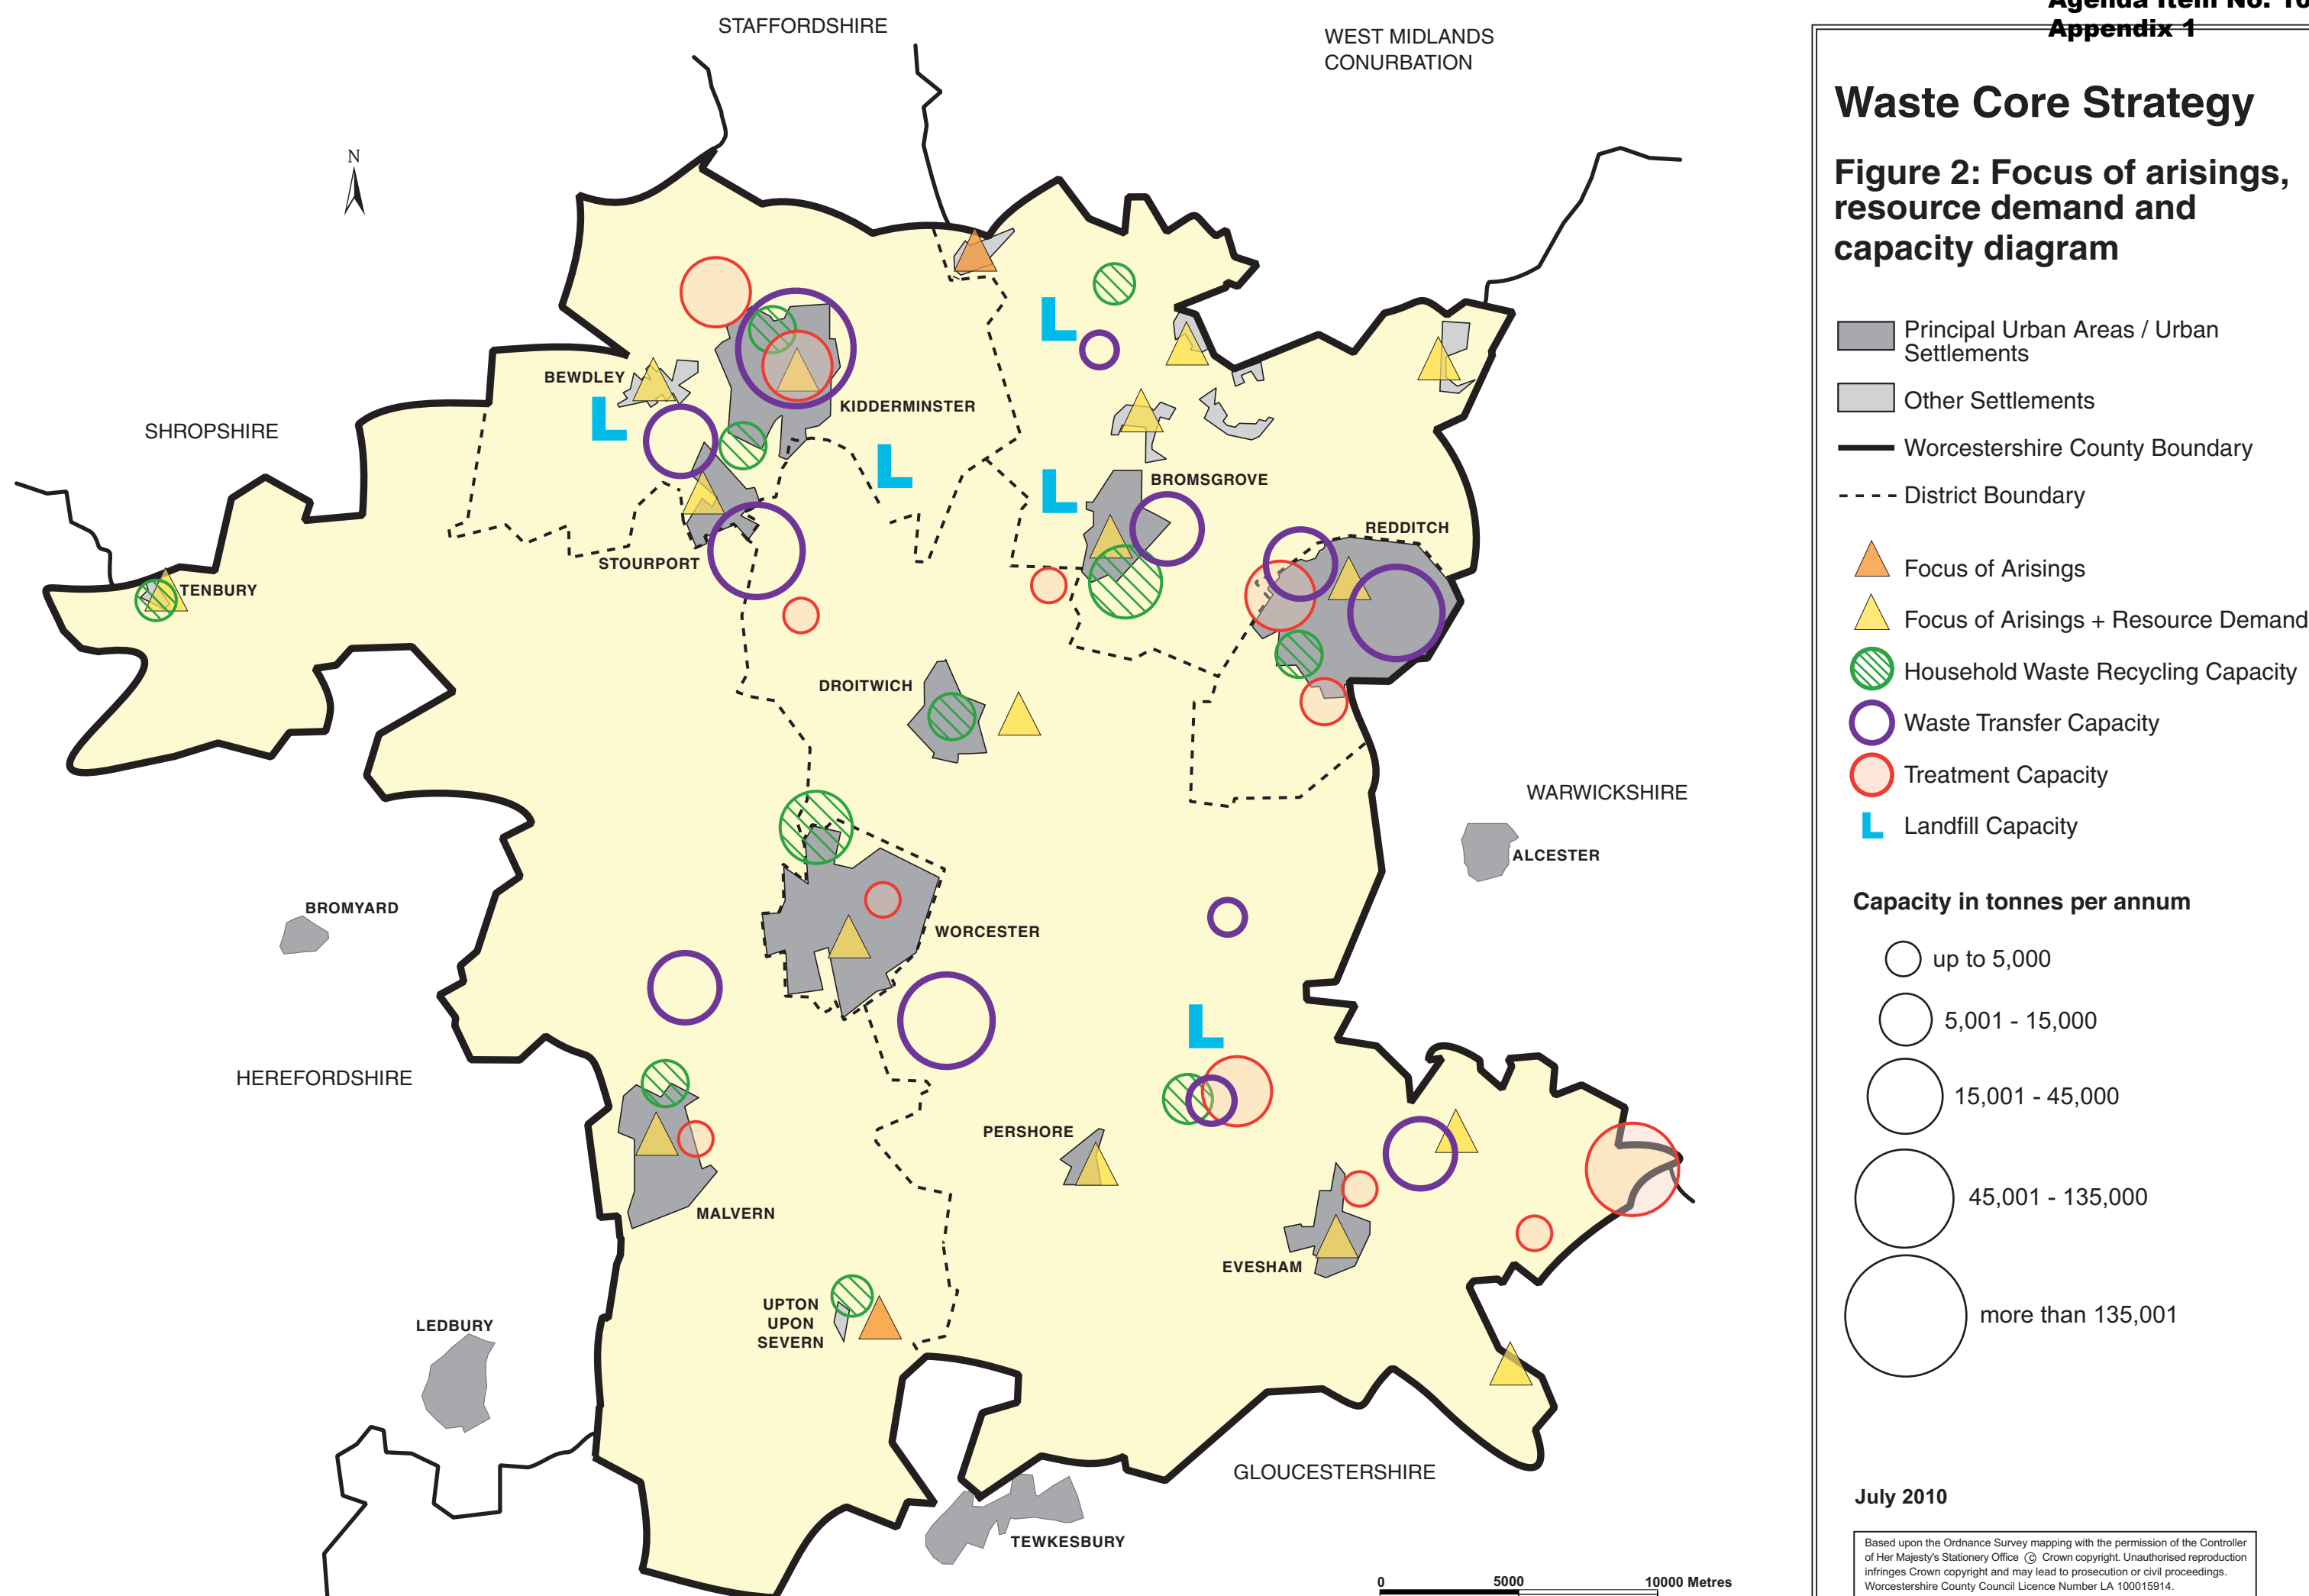 Agenda Item No. 10
Appendix 1
STAFFORDSHIRE
WEST MIDLANDS
CONURBATION
N
SHROPSHIRE
BEWDLEY
KIDDERMINSTER
BROMSGROVE
REDDITCH
STOURPORT
TENBURY
DROITWICH
WARWICKSHIRE
ALCESTER
BROMYARD
WORCESTER
HEREFORDSHIRE
PERSHORE
MALVERN
EVESHAM
UPTON
UPON
SEVERN
LEDBURY
GLOUCESTERSHIRE
TEWKESBURY
0 5000 10000 Metres
Waste Core Strategy
Figure 2: Focus of arisings,
resource demand and
capacity diagram
Principal Urban Areas / Urban
Settlements
Other Settlements
Worcestershire County Boundary
District Boundary
Focus of Arisings
Focus of Arisings + Resource Demand
Household Waste Recycling Capacity
Waste Transfer Capacity
Treatment Capacity
Landfill Capacity
Capacity in tonnes per annum
up to 5,000
5,001 - 15,000
15,001 - 45,000
45,001 - 135,000
more than 135,001
July 2010
Based upon the Ordnance Survey mapping with the permission of the Controller
of Her Majesty's Stationery Office © Crown copyright. Unauthorised reproduction
infringes Crown copyright and may lead to prosecution or civil proceedings.
Worcestershire County Council Licence Number LA 100015914.